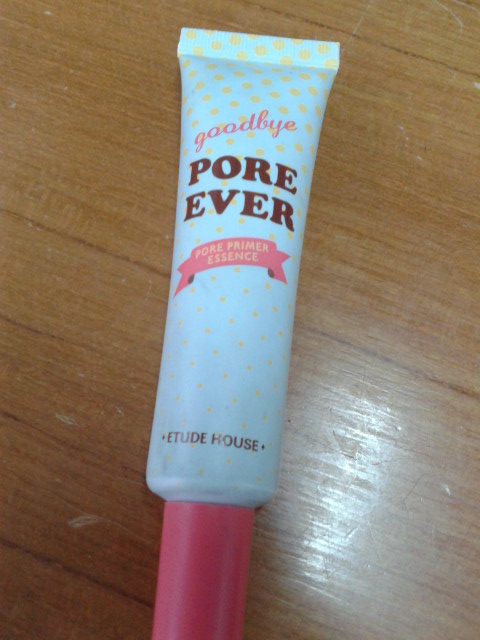 goodbye
PORE
EVER
PORE PRIMER
ESSENCE
•ETUDE HOUSE•